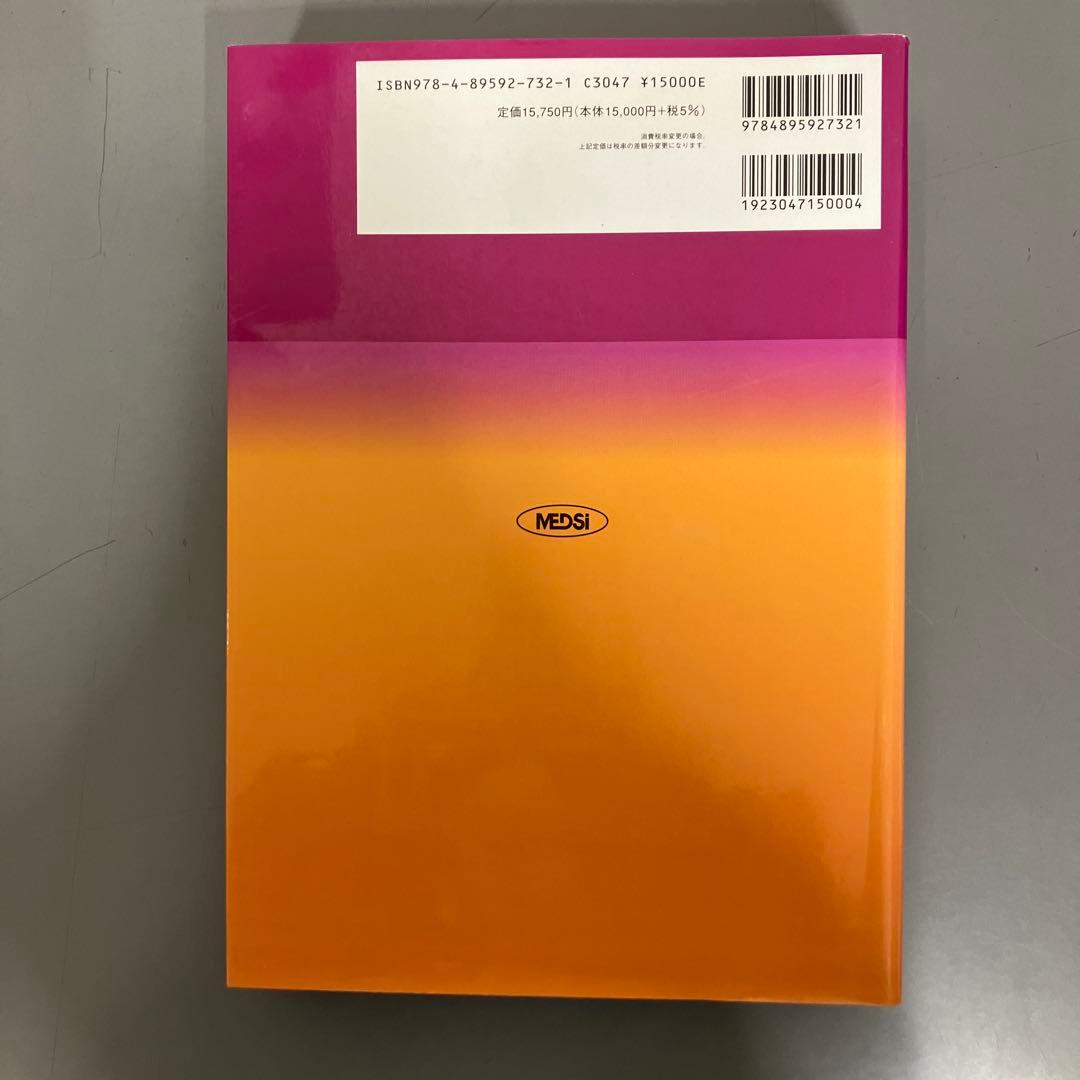 ISBN978-4-89592-732-1 C3047 ¥15000E
定価15,750円(本体15,000円+税5%)
消費税率変更の場合,
上記定価は税率の差額分変更になります.
9784895927321
1923047150004
MEDSi